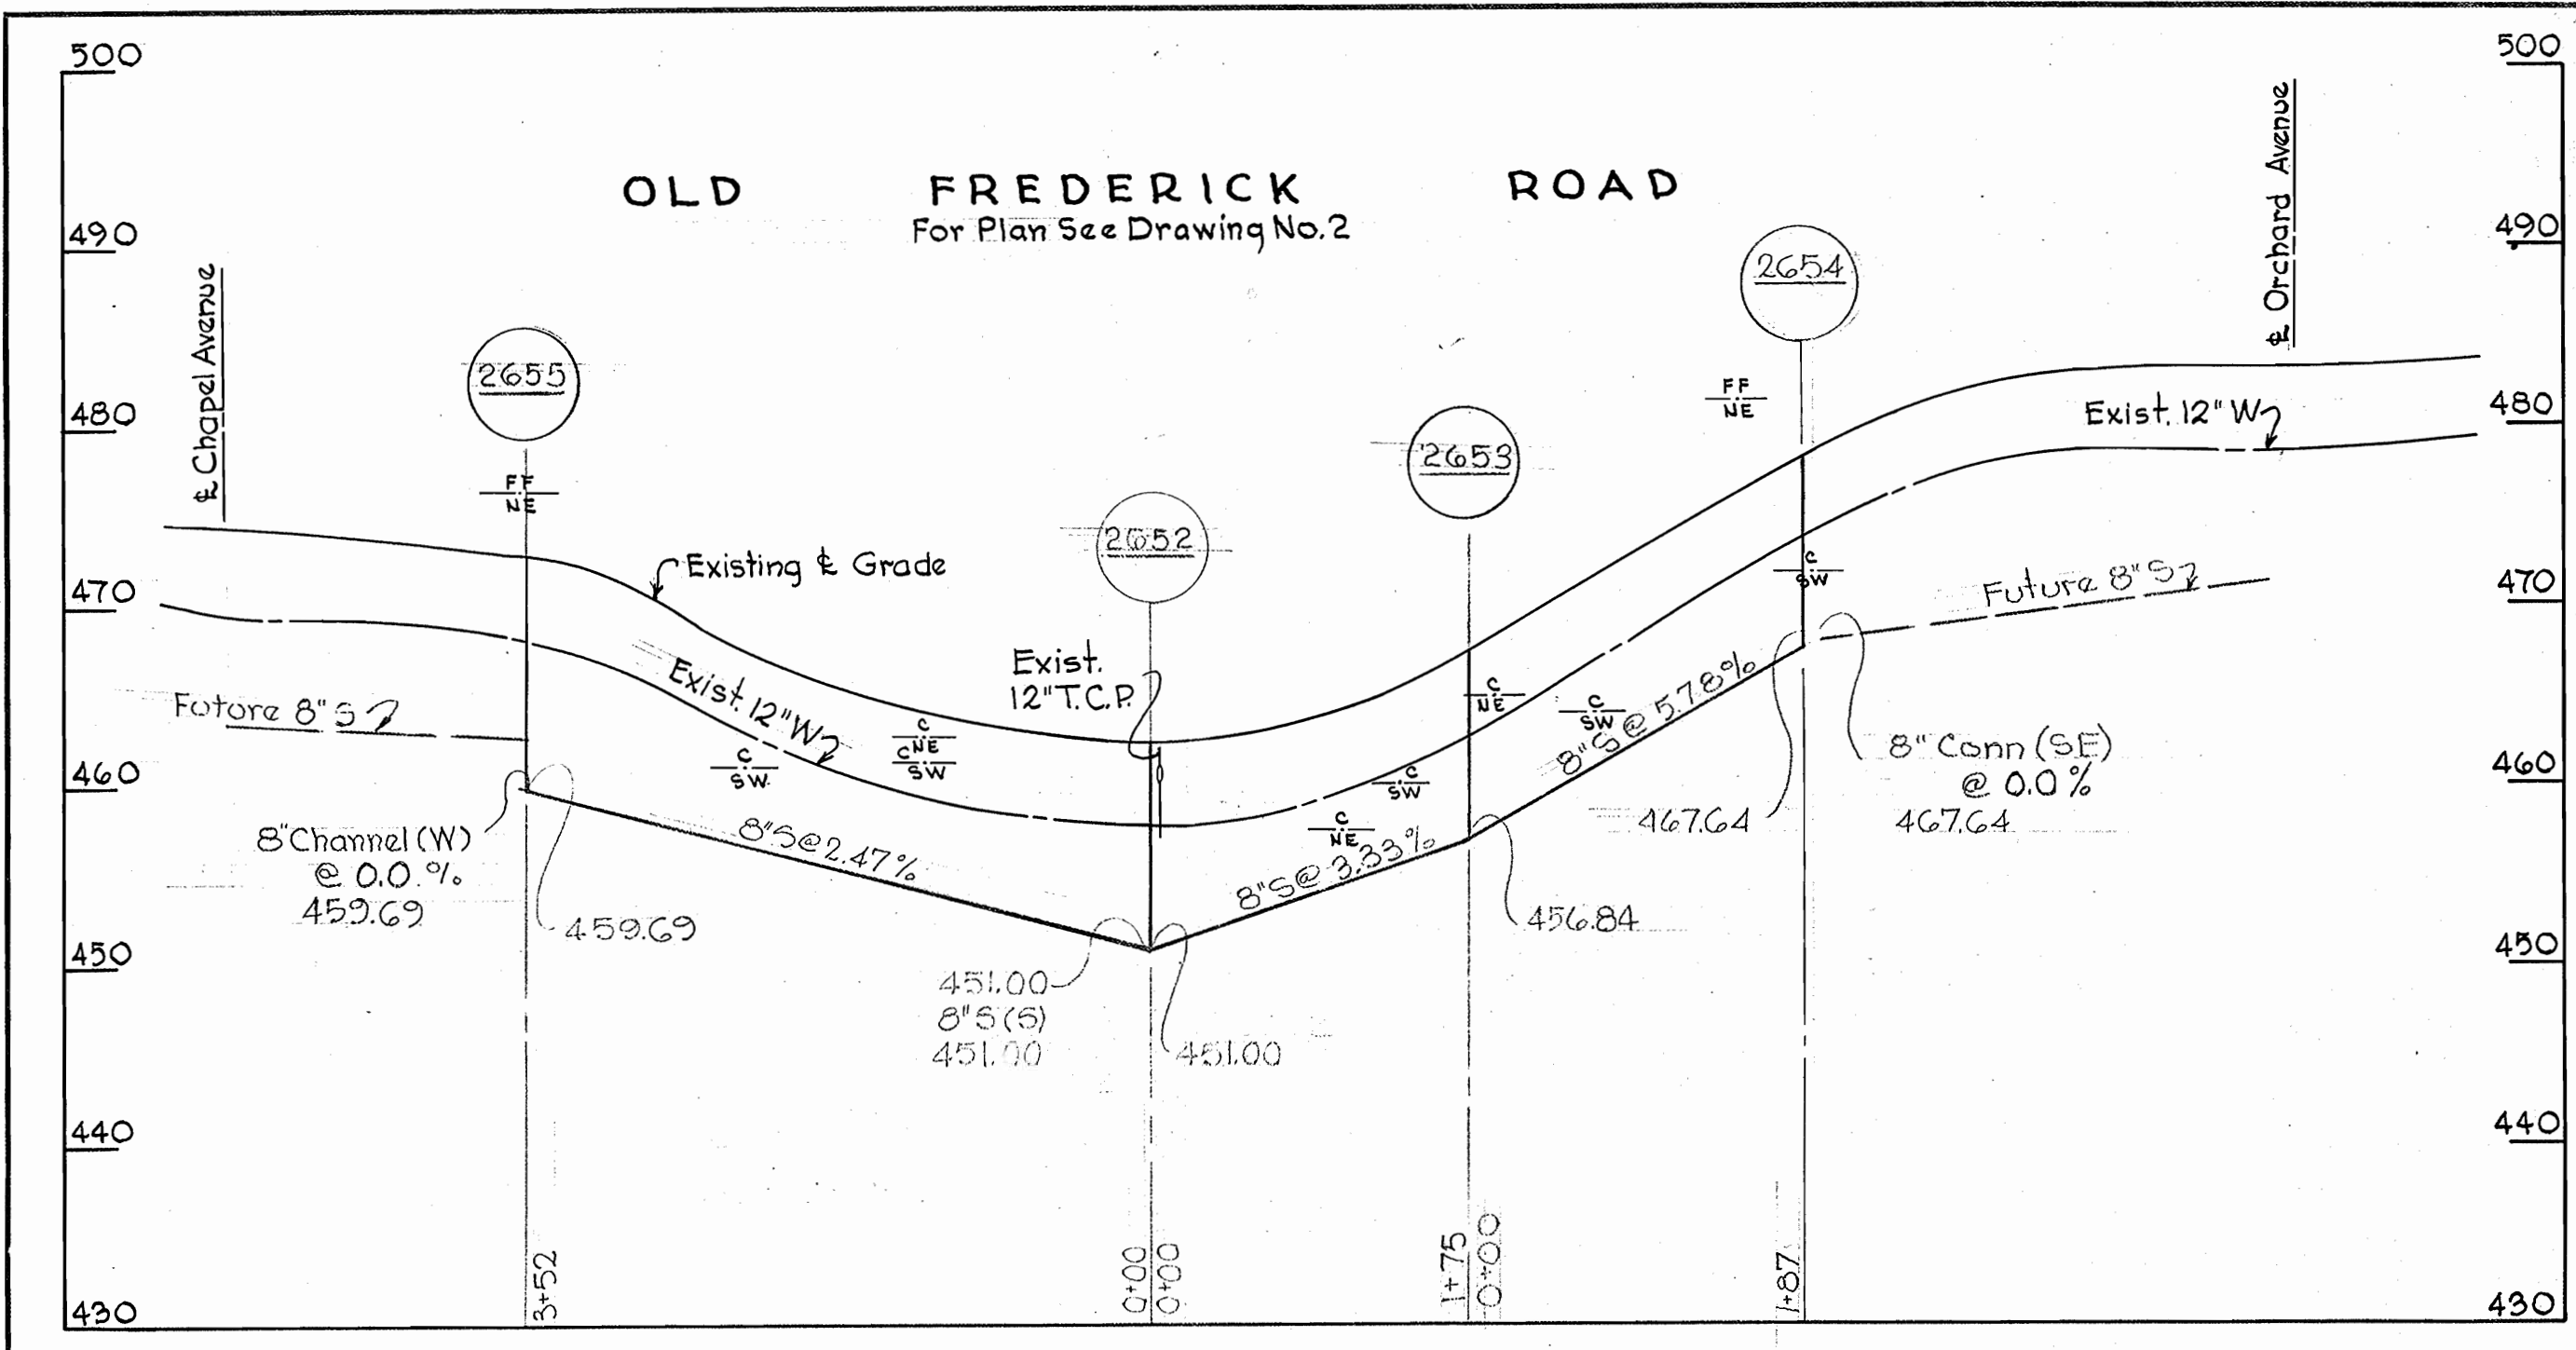 500
500
OLD FREDERICK ROAD
For Plan See Drawing No.2
490
490
℄ Chapel Avenue
℄ Orchard Avenue
2654
2655
2653
2652
480
480
FF
NE
FF
NE
Exist. 12" W
Existing ℄ Grade
470
470
C
SW
Future 8" S
Exist.
12" T.C.P.
Exist. 12" W
Future 8" S
C
NE
C
SW
C
SW
C
NE
C
SW
C
SW
C
NE
8" S @ 5.78 %
460
460
8" Channel (W)
@ 0.0 %
459.69
459.69
8" S @ 2.47 %
8" S @ 3.33 %
456.84
467.64
8" Conn (SE)
@ 0.0 %
467.64
450
450
451.00
8" S (S)
451.00
451.00
440
440
3+52
0+00
0+00
1+75
0+00
1+87
430
430